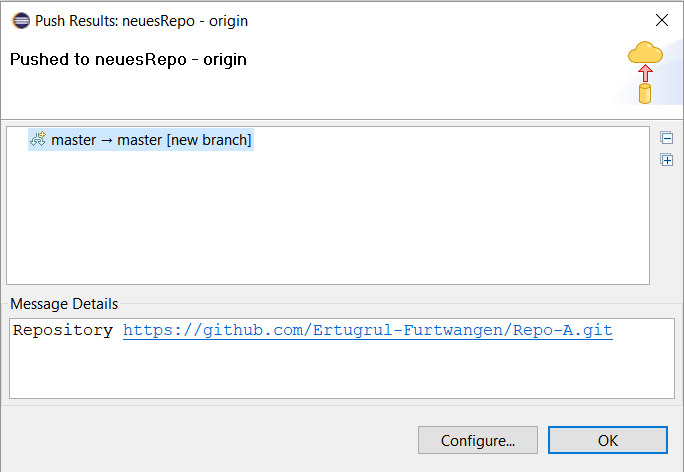 Push Results: neuesRepo - origin
Pushed to neuesRepo - origin
master → master [new branch]
Message Details
Repository https://github.com/Ertugrul-Furtwangen/Repo-A.git
Configure...
OK